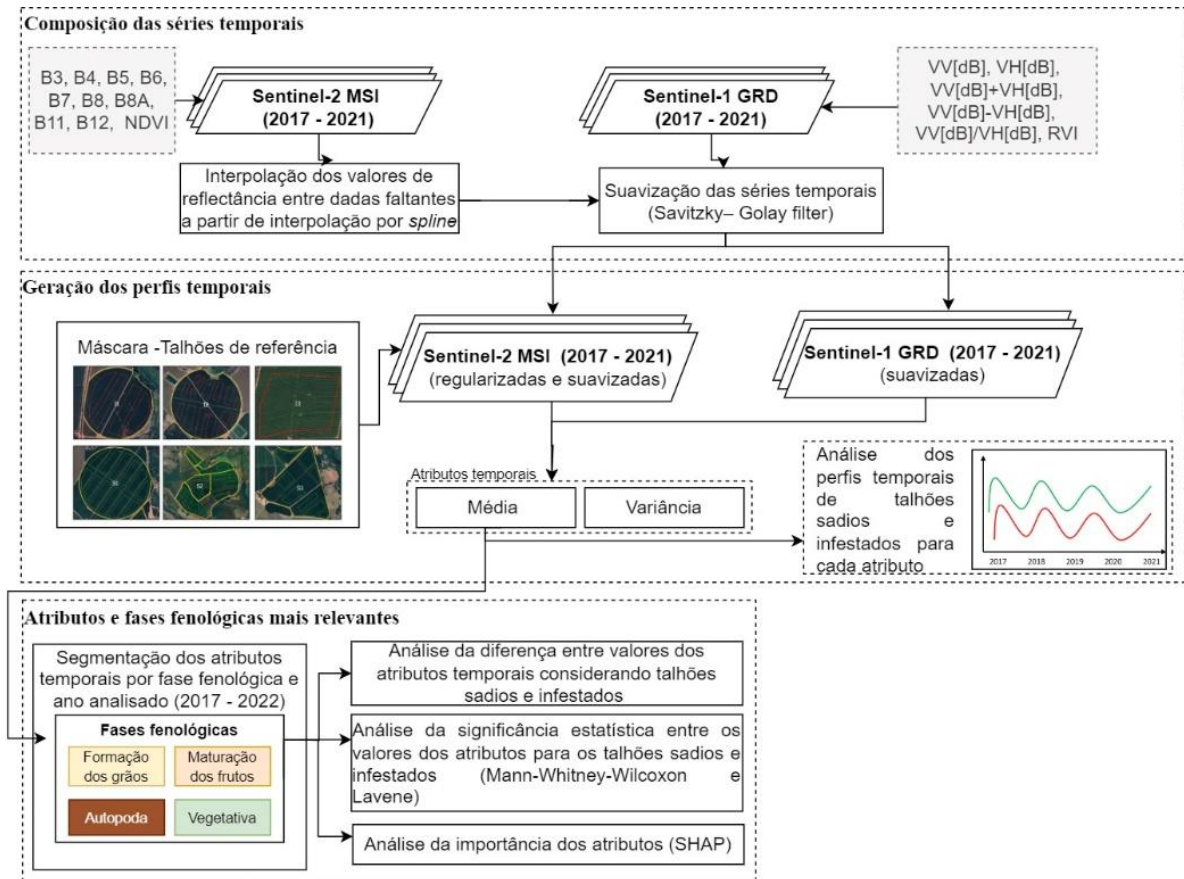 Composição das séries temporais
B3, B4, B5, B6,
B7, B8, B8A,
B11, B12, NDVI
Sentinel-2 MSI
(2017 - 2021)
Sentinel-1 GRD
(2017 - 2021)
VV[dB], VH[dB],
VV[dB]+VH[dB],
VV[dB]-VH[dB],
VV[dB]/VH[dB], RVI
Interpolação dos valores de
reflectância entre dadas faltantes
a partir de interpolação por spline
Suavização das séries temporais
(Savitzky– Golay filter)
Geração dos perfis temporais
Máscara -Talhões de referência
S2
Sentinel-2 MSI (2017 - 2021)
(regularizadas e suavizadas)
Sentinel-1 GRD (2017 - 2021)
(suavizadas)
Atributos temporais
Média
Variância
Análise dos
perfis temporais
de talhões
sadios e
infestados para
cada atributo
2017 2018 2019 2020 2021
Atributos e fases fenológicas mais relevantes
Segmentação dos atributos
temporais por fase fenológica e
ano analisado (2017 - 2022)
Fases fenológicas
Formação
dos grãos
Maturação
dos frutos
Autopoda
Vegetativa
Análise da diferença entre valores dos
atributos temporais considerando talhões
sadios e infestados
Análise da significância estatística entre os
valores dos atributos para os talhões sadios e
infestados (Mann-Whitney-Wilcoxon e
Lavene)
Análise da importância dos atributos (SHAP)